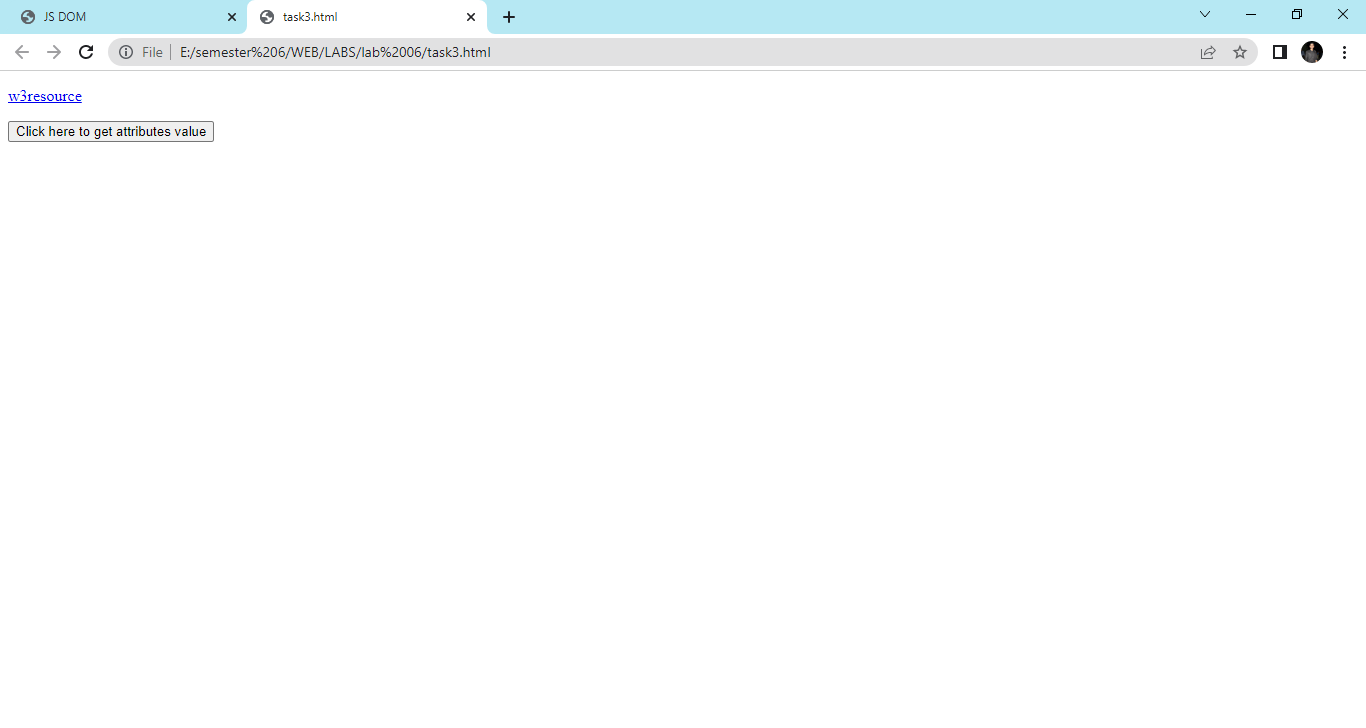 JS DOM
task3.html
File
E:/semester%206/WEB/LABS/lab%2006/task3.html
w3resource
Click here to get attributes value